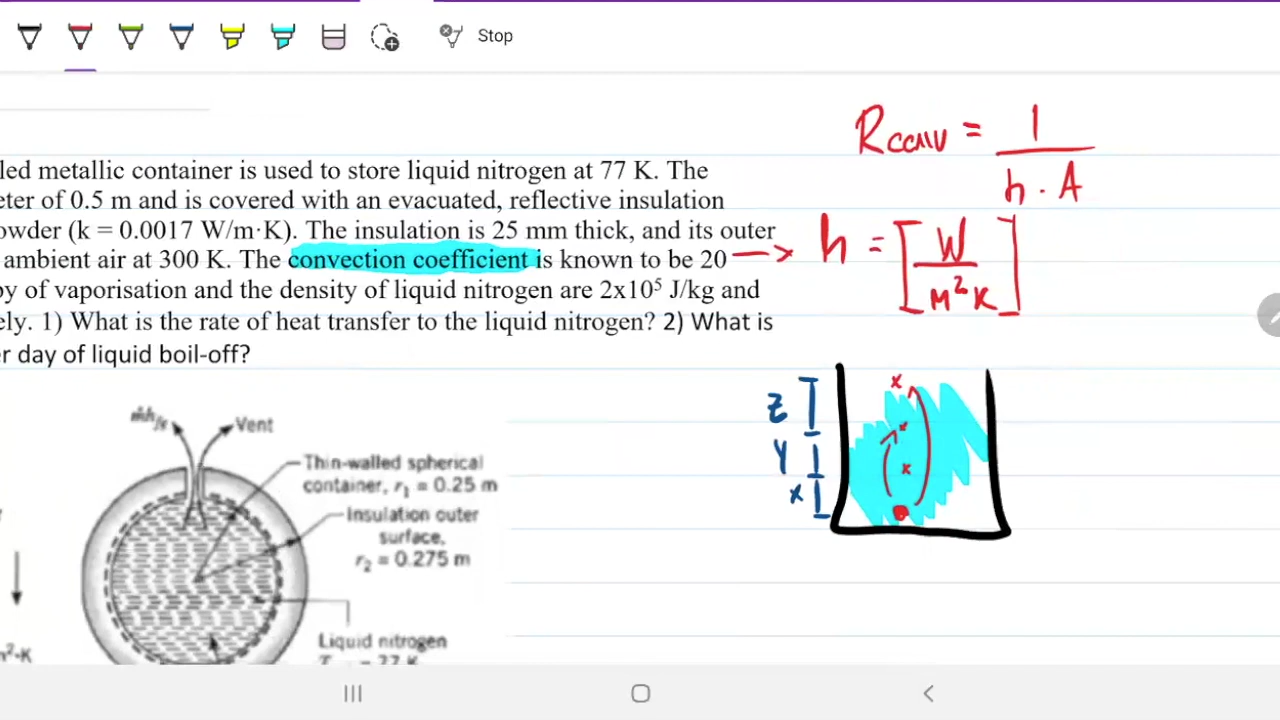 Stop
led metallic container is used to store liquid nitrogen at 77 K. The
eter of 0.5 m and is covered with an evacuated, reflective insulation
owder (k = 0.0017 W/m·K). The insulation is 25 mm thick, and its outer
ambient air at 300 K. The convection coefficient is known to be 20
py of vaporisation and the density of liquid nitrogen are 2x10⁵ J/kg and
ely. 1) What is the rate of heat transfer to the liquid nitrogen? 2) What is
r day of liquid boil-off?
Rconv = 1 / h · A
h = [W / m²K]
Z
Y
X
Vent
Thin-walled spherical
container, r₁ = 0.25 m
Insulation outer
surface,
r₂ = 0.275 m
Liquid nitrogen
= 77 K